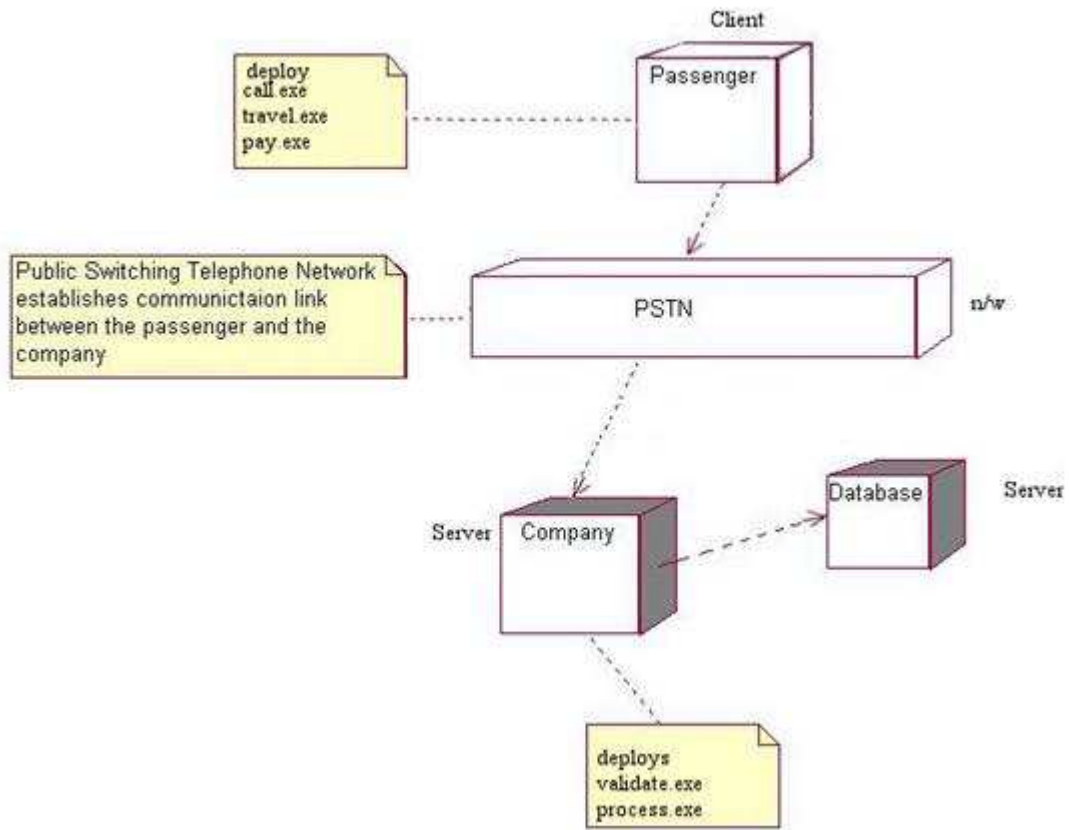 Client
Passenger
deploy
call.exe
travel.exe
pay.exe
Public Switching Telephone Network
establishes communictaion link
between the passenger and the
company
PSTN
n/w
Server
Company
Database
Server
deploys
validate.exe
process.exe